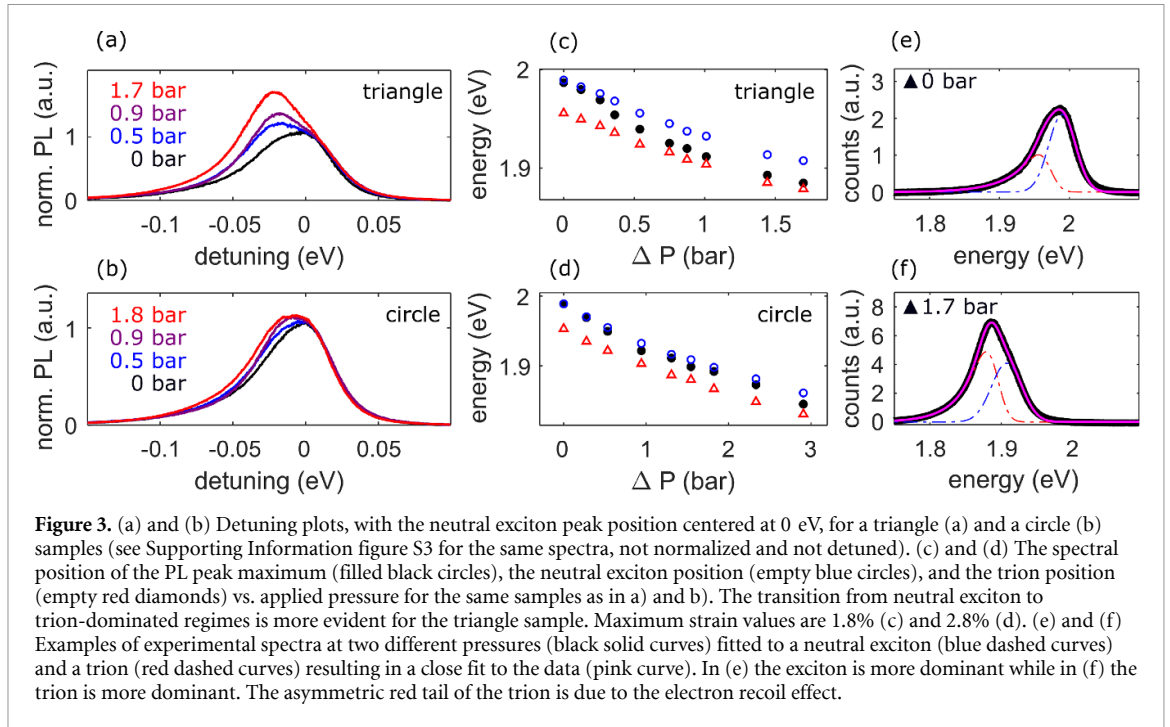 (a)
norm. PL (a.u.)
1
0
1.7 bar
0.9 bar
0.5 bar
0 bar
triangle
-0.1 -0.05 0 0.05
detuning (eV)
(c)
energy (eV)
2
1.9
triangle
0 0.5 1 1.5
Δ P (bar)
(e)
counts (a.u.)
3
2
1
0
▲0 bar
1.8 1.9 2
energy (eV)
(b)
norm. PL (a.u.)
1
0
1.8 bar
0.9 bar
0.5 bar
0 bar
circle
-0.1 -0.05 0 0.05
detuning (eV)
(d)
energy (eV)
2
1.9
circle
0 1 2 3
Δ P (bar)
(f)
counts (a.u.)
8
6
4
2
0
▲1.7 bar
1.8 1.9 2
energy (eV)
Figure 3. (a) and (b) Detuning plots, with the neutral exciton peak position centered at 0 eV, for a triangle (a) and a circle (b)
samples (see Supporting Information figure S3 for the same spectra, not normalized and not detuned). (c) and (d) The spectral
position of the PL peak maximum (filled black circles), the neutral exciton position (empty blue circles), and the trion position
(empty red diamonds) vs. applied pressure for the same samples as in a) and b). The transition from neutral exciton to
trion-dominated regimes is more evident for the triangle sample. Maximum strain values are 1.8% (c) and 2.8% (d). (e) and (f)
Examples of experimental spectra at two different pressures (black solid curves) fitted to a neutral exciton (blue dashed curves)
and a trion (red dashed curves) resulting in a close fit to the data (pink curve). In (e) the exciton is more dominant while in (f) the
trion is more dominant. The asymmetric red tail of the trion is due to the electron recoil effect.